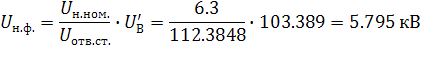 Uн.ф. = Uн.ном. / Uотв.ст. · U′В = 6.3 / 112.3848 · 103.389 = 5.795 кВ